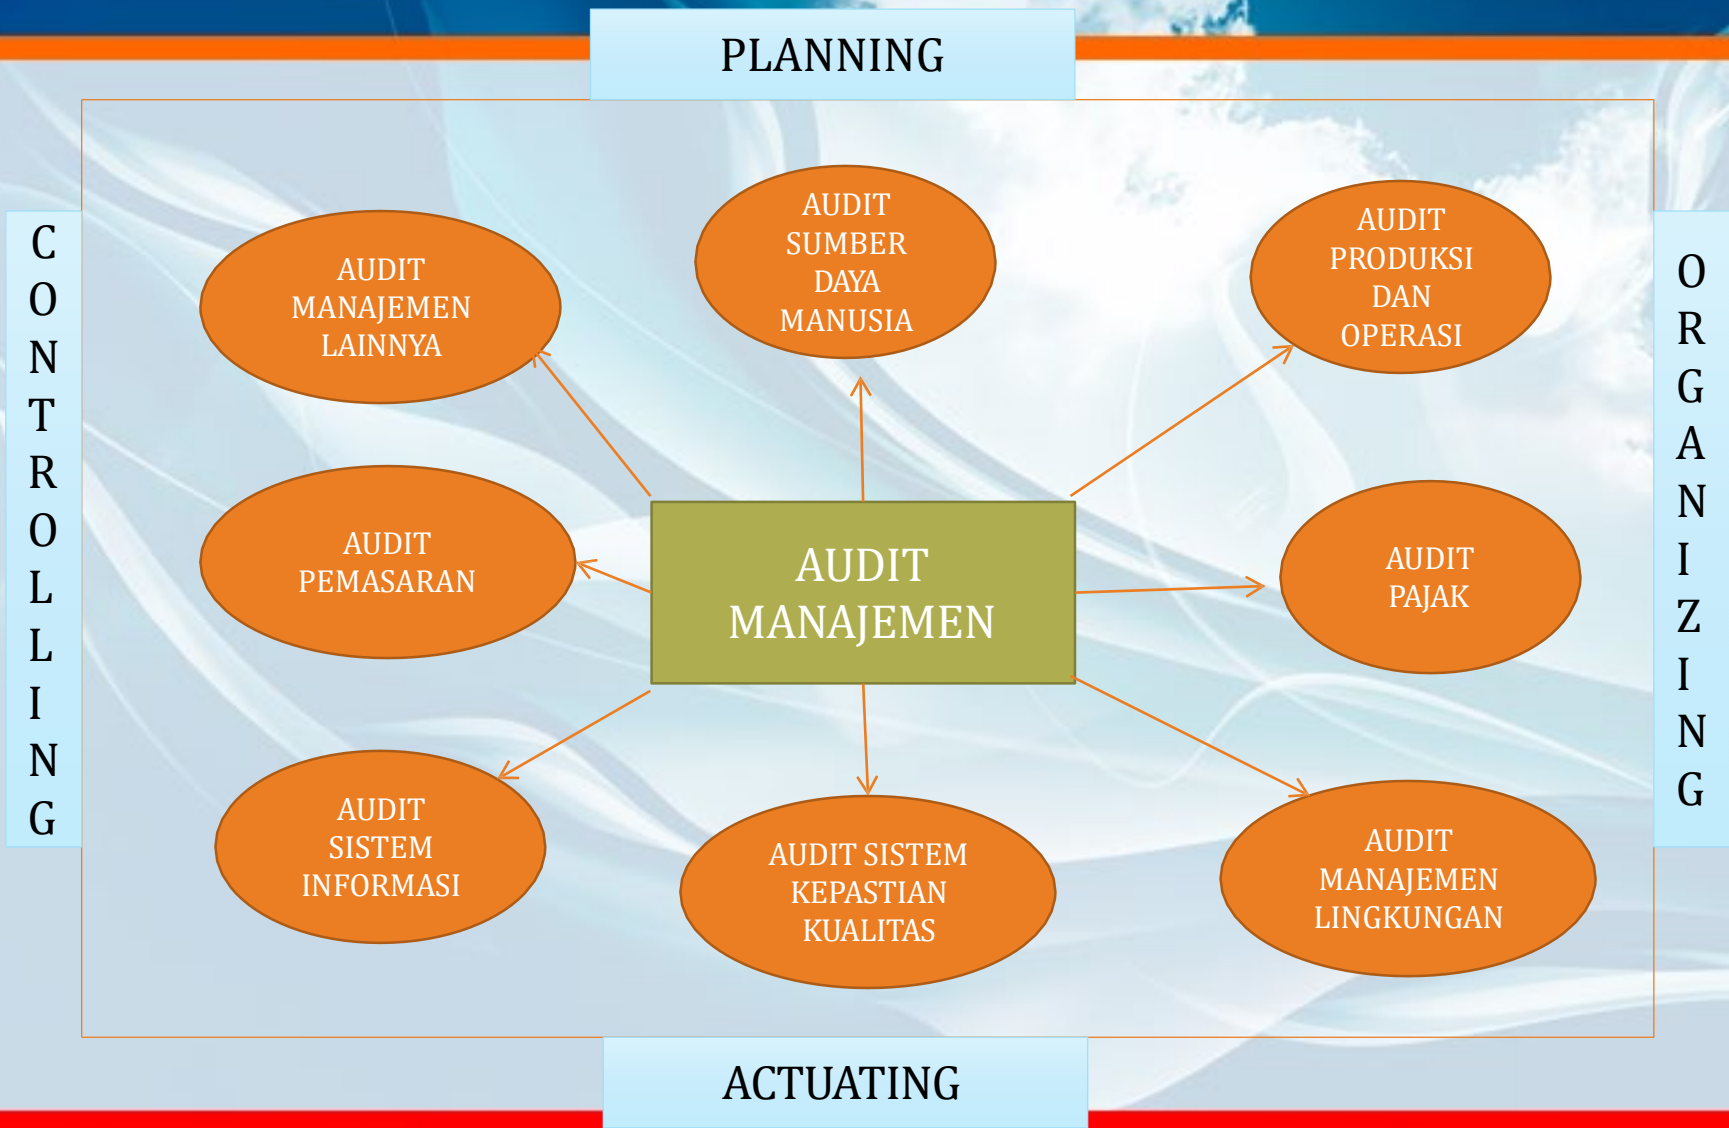 PLANNING
CONTROLLING
AUDIT
MANAJEMEN
LAINNYA
AUDIT
SUMBER
DAYA
MANUSIA
AUDIT
PRODUKSI
DAN
OPERASI
ORGANIZING
AUDIT
PEMASARAN
AUDIT
MANAJEMEN
AUDIT
PAJAK
AUDIT
SISTEM
INFORMASI
AUDIT SISTEM
KEPASTIAN
KUALITAS
AUDIT
MANAJEMEN
LINGKUNGAN
ACTUATING